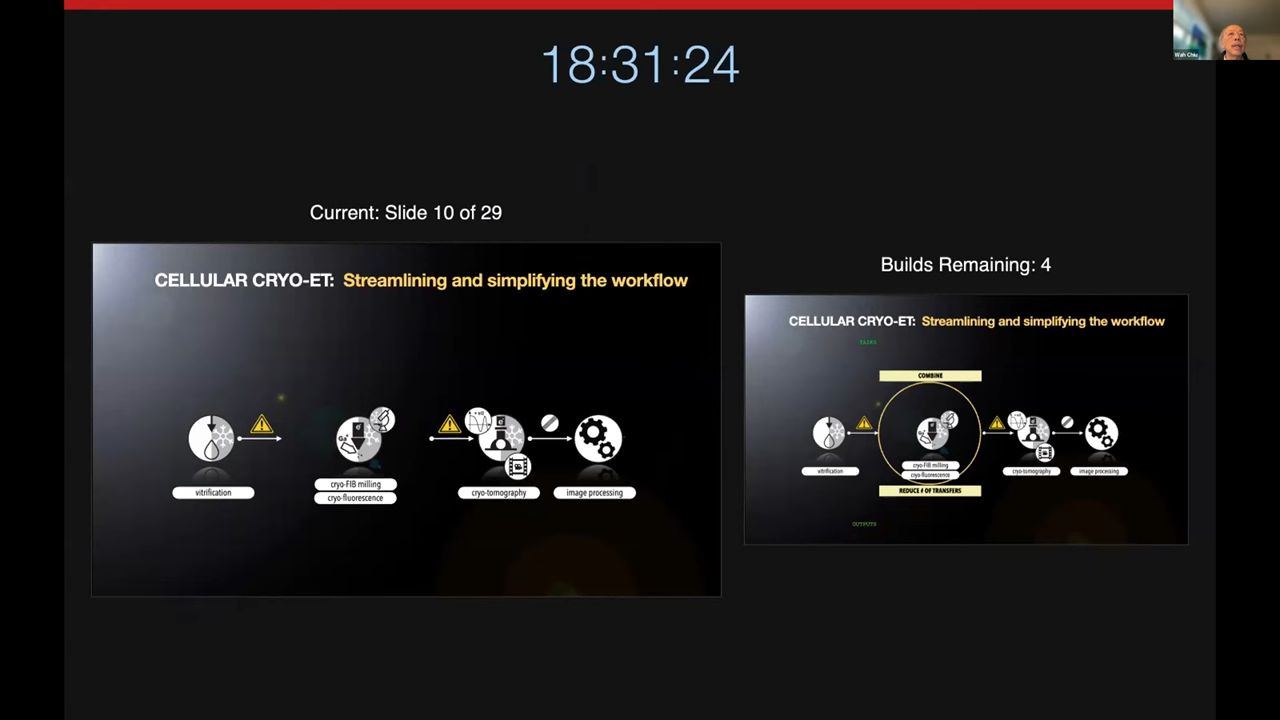 Wah Chiu
18:31:24
Current: Slide 10 of 29
CELLULAR CRYO-ET: Streamlining and simplifying the workflow
vitrification
cryo-FIB milling
cryo-fluorescence
cryo-tomography
image processing
Builds Remaining: 4
CELLULAR CRYO-ET: Streamlining and simplifying the workflow
TASKS
COMBINE
vitrification
cryo-FIB milling
cryo-fluorescence
cryo-tomography
image processing
REDUCE # OF TRANSFERS
OUTPUTS